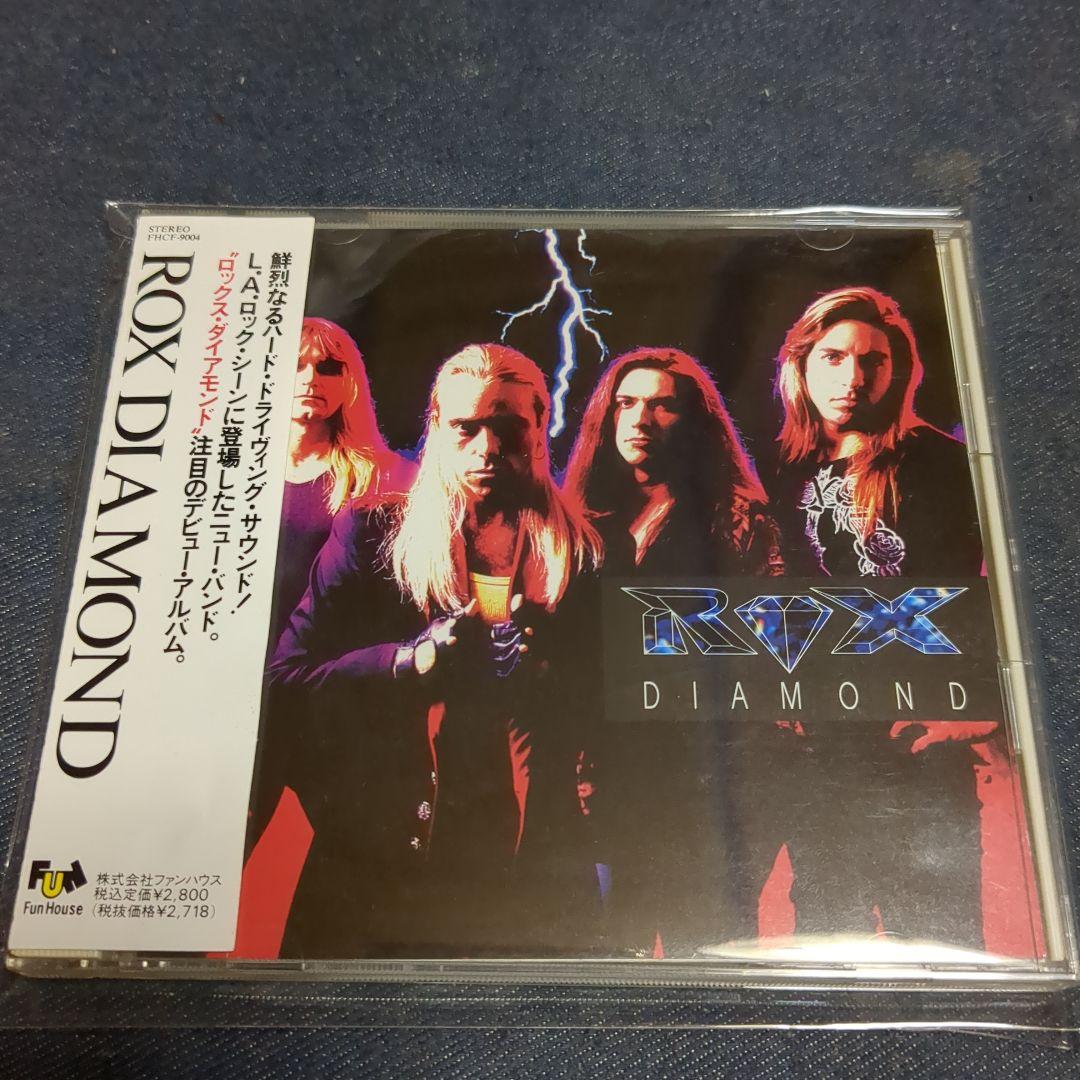 STEREO
FHCF-9004
ROX DIAMOND
鮮烈なるハード・ドライヴィング・サウンド!
L.A.ロック・シーンに登場したニュー・バンド。
"ロックス・ダイアモンド"注目のデビュー・アルバム。
FUN
Fun House
株式会社ファンハウス
税込定価¥2,800
(税抜価格¥2,718)
ROX
DIAMOND